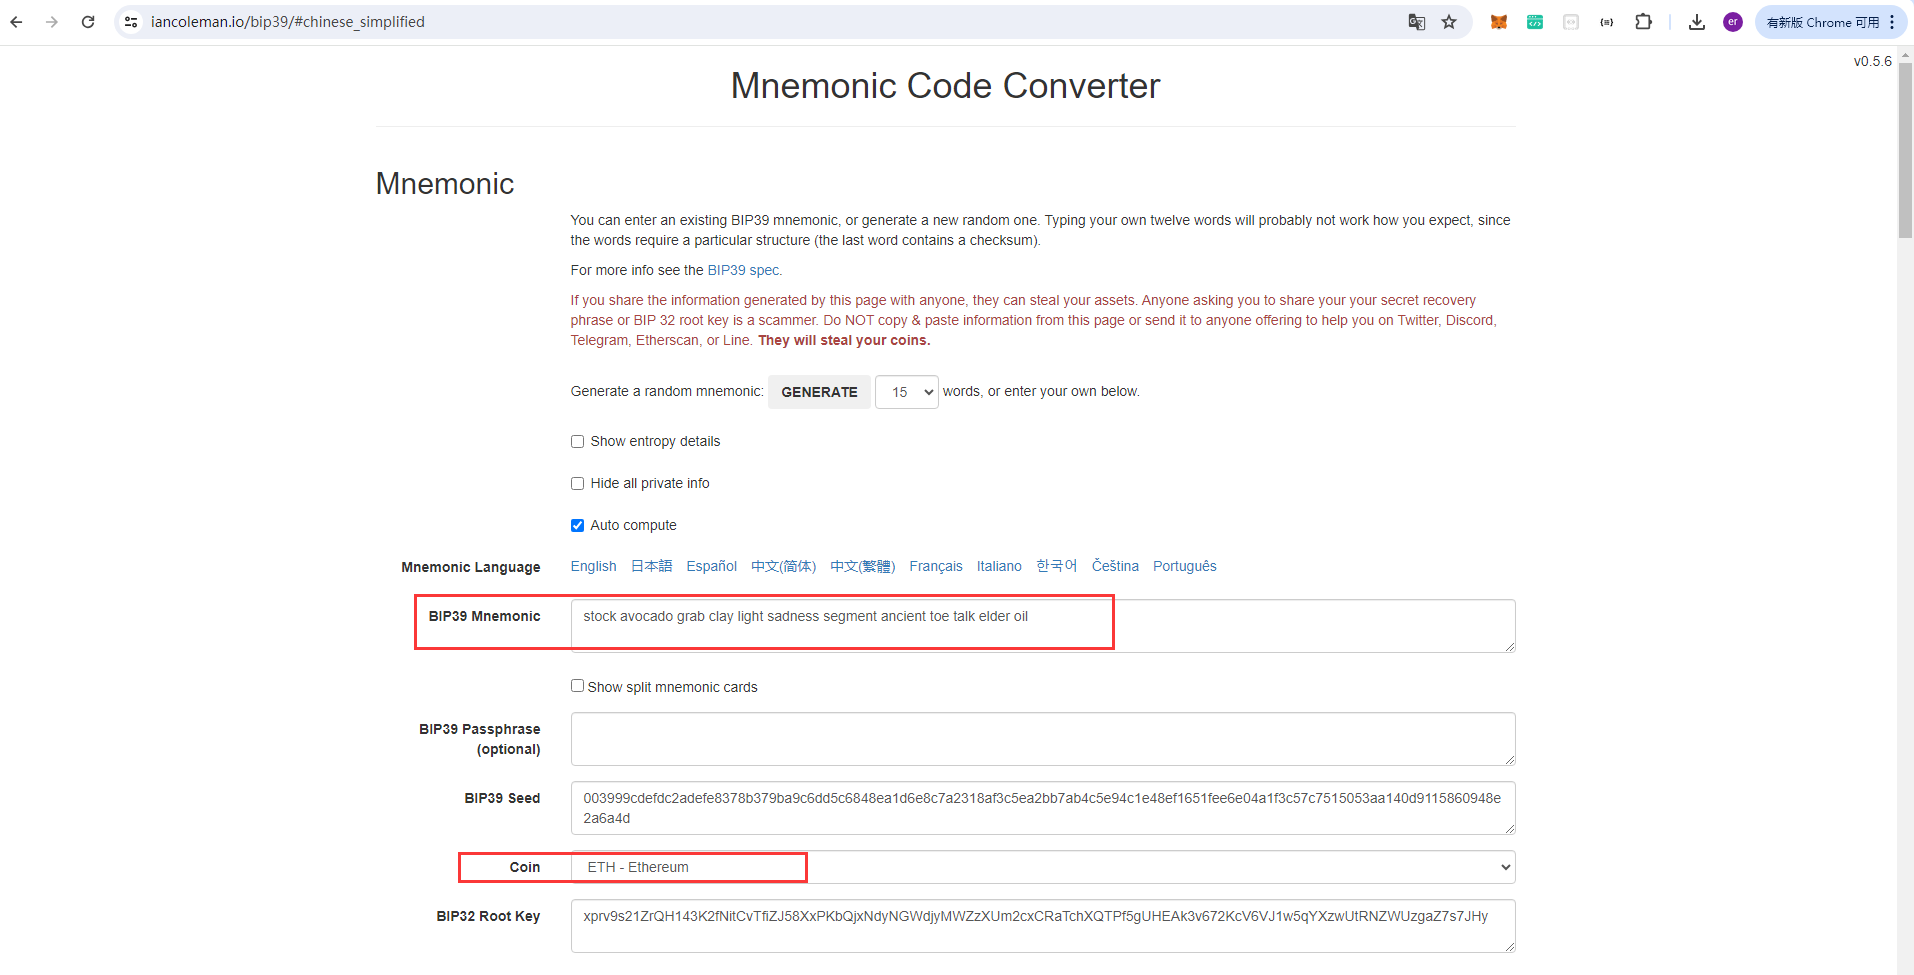 iancoleman.io/bip39/#chinese_simplified
er
有新版 Chrome 可用
v0.5.6
Mnemonic Code Converter
Mnemonic
You can enter an existing BIP39 mnemonic, or generate a new random one. Typing your own twelve words will probably not work how you expect, since
the words require a particular structure (the last word contains a checksum).
For more info see the BIP39 spec.
If you share the information generated by this page with anyone, they can steal your assets. Anyone asking you to share your your secret recovery
phrase or BIP 32 root key is a scammer. Do NOT copy & paste information from this page or send it to anyone offering to help you on Twitter, Discord,
Telegram, Etherscan, or Line. They will steal your coins.
Generate a random mnemonic: GENERATE 15 words, or enter your own below.
Show entropy details
Hide all private info
Auto compute
Mnemonic Language English 日本語 Español 中文(简体) 中文(繁體) Français Italiano 한국어 Čeština Português
BIP39 Mnemonic stock avocado grab clay light sadness segment ancient toe talk elder oil
Show split mnemonic cards
BIP39 Passphrase
(optional)
BIP39 Seed 003999cdefdc2adefe8378b379ba9c6dd5c6848ea1d6e8c7a2318af3c5ea2bb7ab4c5e94c1e48ef1651fee6e04a1f3c57c7515053aa140d9115860948e
2a6a4d
Coin ETH - Ethereum
BIP32 Root Key xprv9s21ZrQH143K2fNitCvTfiZJ58XxPKbQjxNdyNGWdjyMWZzXUm2cxCRaTchXQTPf5gUHEAk3v672KcV6VJ1w5qYXzwUtRNZWUzgaZ7s7JHy